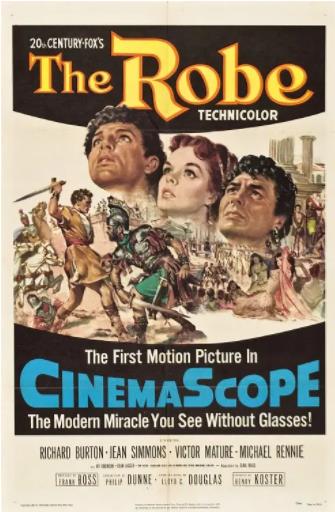 20th CENTURY-FOX'S
The Robe
TECHNICOLOR
The First Motion Picture In
CINEMASCOPE
The Modern Miracle You See Without Glasses!
RICHARD BURTON · JEAN SIMMONS · VICTOR MATURE · MICHAEL RENNIE
FRANK ROSS
PHILIP DUNNE
LLOYD C. DOUGLAS
HENRY KOSTER